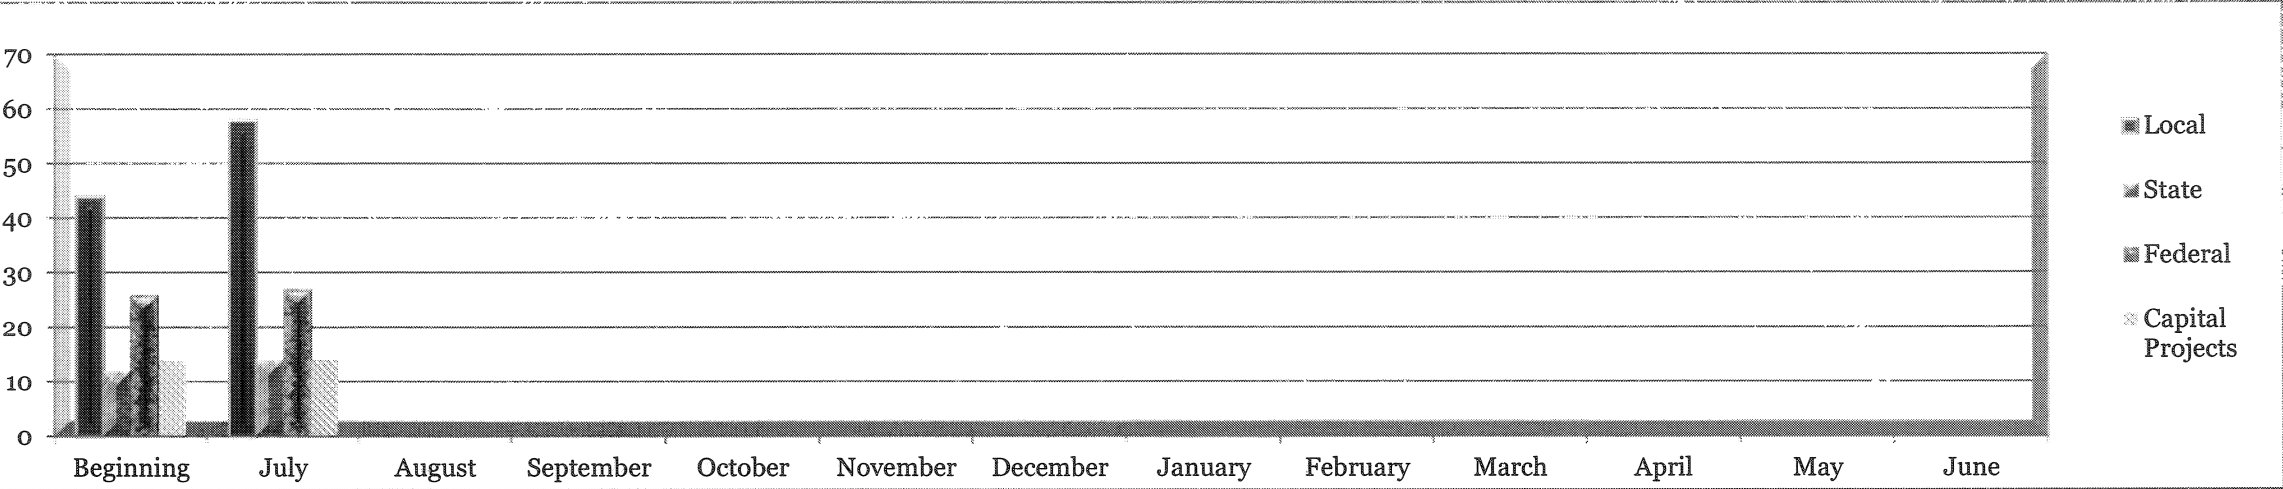 70
60
50
40
30
20
10
0
Beginning July August September October November December January February March April May June
Local
State
Federal
Capital
Projects